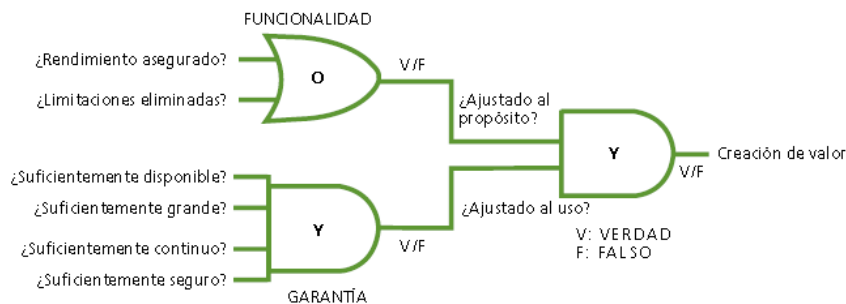 FUNCIONALIDAD
¿Rendimiento asegurado?
¿Limitaciones eliminadas?
O
V/F
¿Ajustado al
propósito?
¿Suficientemente disponible?
¿Suficientemente grande?
¿Suficientemente continuo?
¿Suficientemente seguro?
Y
V/F
GARANTÍA
¿Ajustado al uso?
Y
V/F
Creación de valor
V: VERDAD
F: FALSO